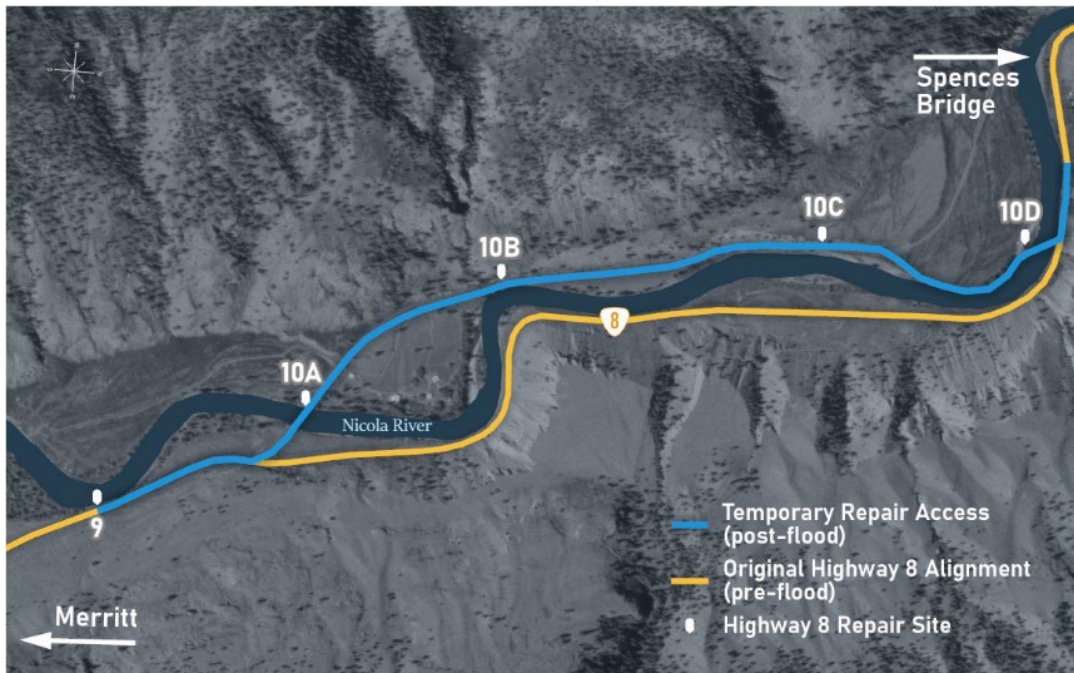 Spences
Bridge
10C
10D
10B
8
10A
Nicola River
9
Temporary Repair Access
(post-flood)
Original Highway 8 Alignment
(pre-flood)
Merritt
Highway 8 Repair Site